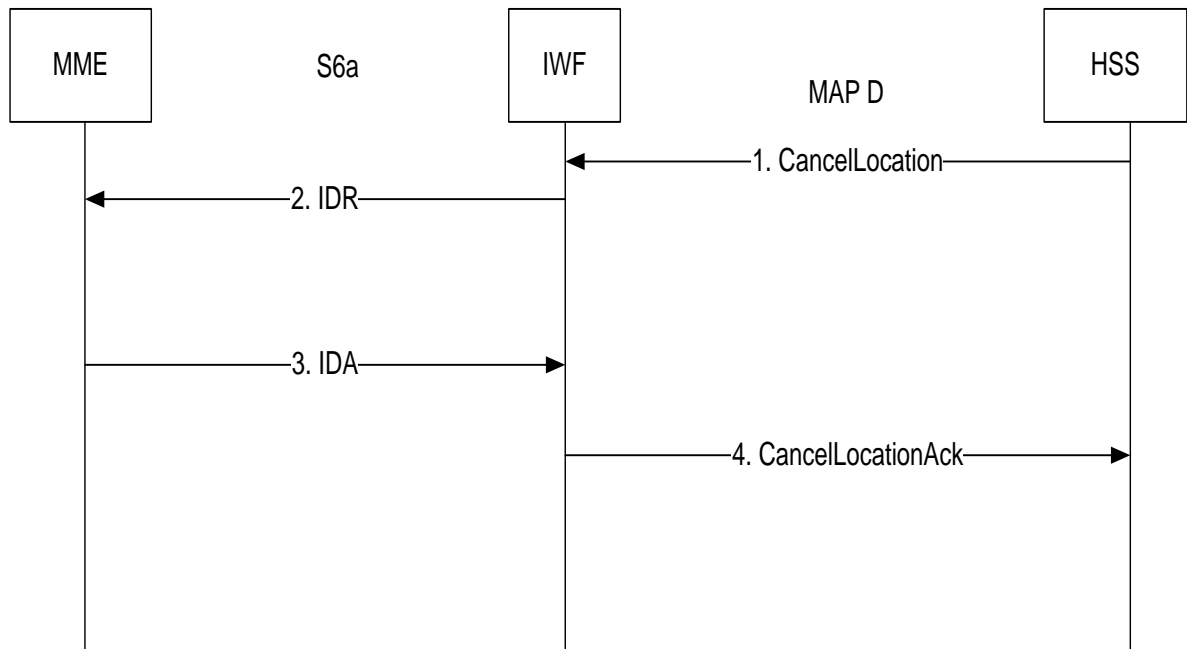 MME
S6a
IWF
MAP D
HSS
1. CancelLocation
2. IDR
3. IDA
4. CancelLocationAck